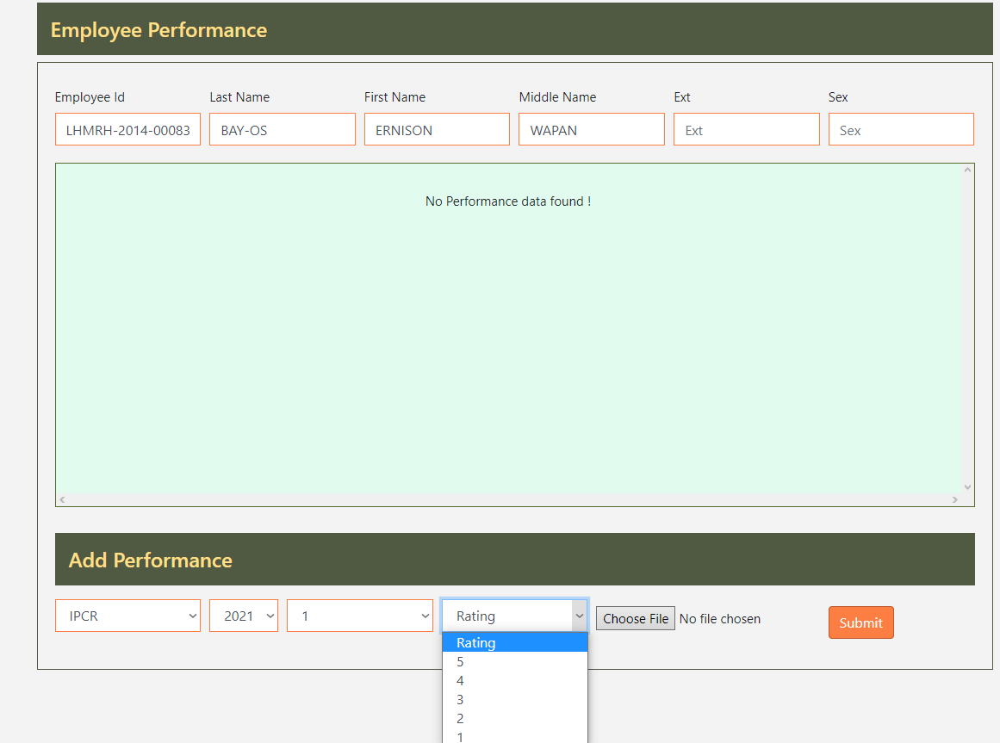 Employee Performance
Employee Id Last Name First Name Middle Name Ext Sex
LHMRH-2014-00083 BAY-OS ERNISON WAPAN Ext Sex
No Performance data found !
Add Performance
IPCR 2021 1 Rating Choose File No file chosen Submit
Rating
5
4
3
2
1